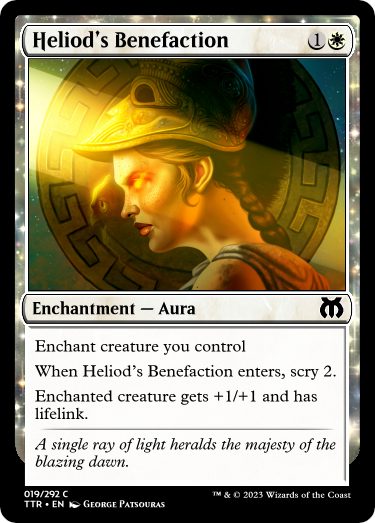 Heliod's Benefaction 1
Enchantment — Aura
Enchant creature you control
When Heliod's Benefaction enters, scry 2.
Enchanted creature gets +1/+1 and has
lifelink.
A single ray of light heralds the majesty of the
blazing dawn.
019/292 C
TTR • EN George Patsouras
™ & © 2023 Wizards of the Coast